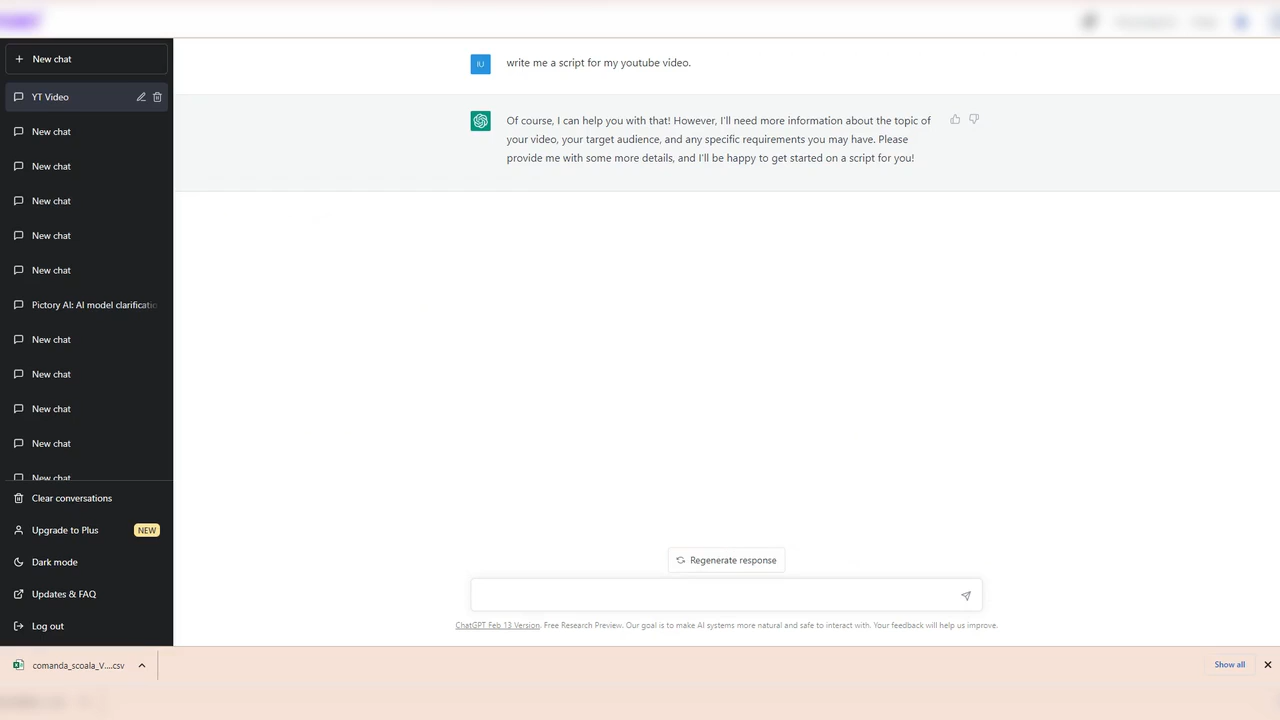 New chat
YT Video
New chat
New chat
New chat
New chat
New chat
Pictory AI: AI model clarificatio
New chat
New chat
New chat
New chat
New chat
Clear conversations
Upgrade to Plus NEW
Dark mode
Updates & FAQ
Log out
IU
write me a script for my youtube video.
Of course, I can help you with that! However, I'll need more information about the topic of
your video, your target audience, and any specific requirements you may have. Please
provide me with some more details, and I'll be happy to get started on a script for you!
Regenerate response
ChatGPT Feb 13 Version. Free Research Preview. Our goal is to make AI systems more natural and safe to interact with. Your feedback will help us improve.
comanda_scoala_V....csv
Show all